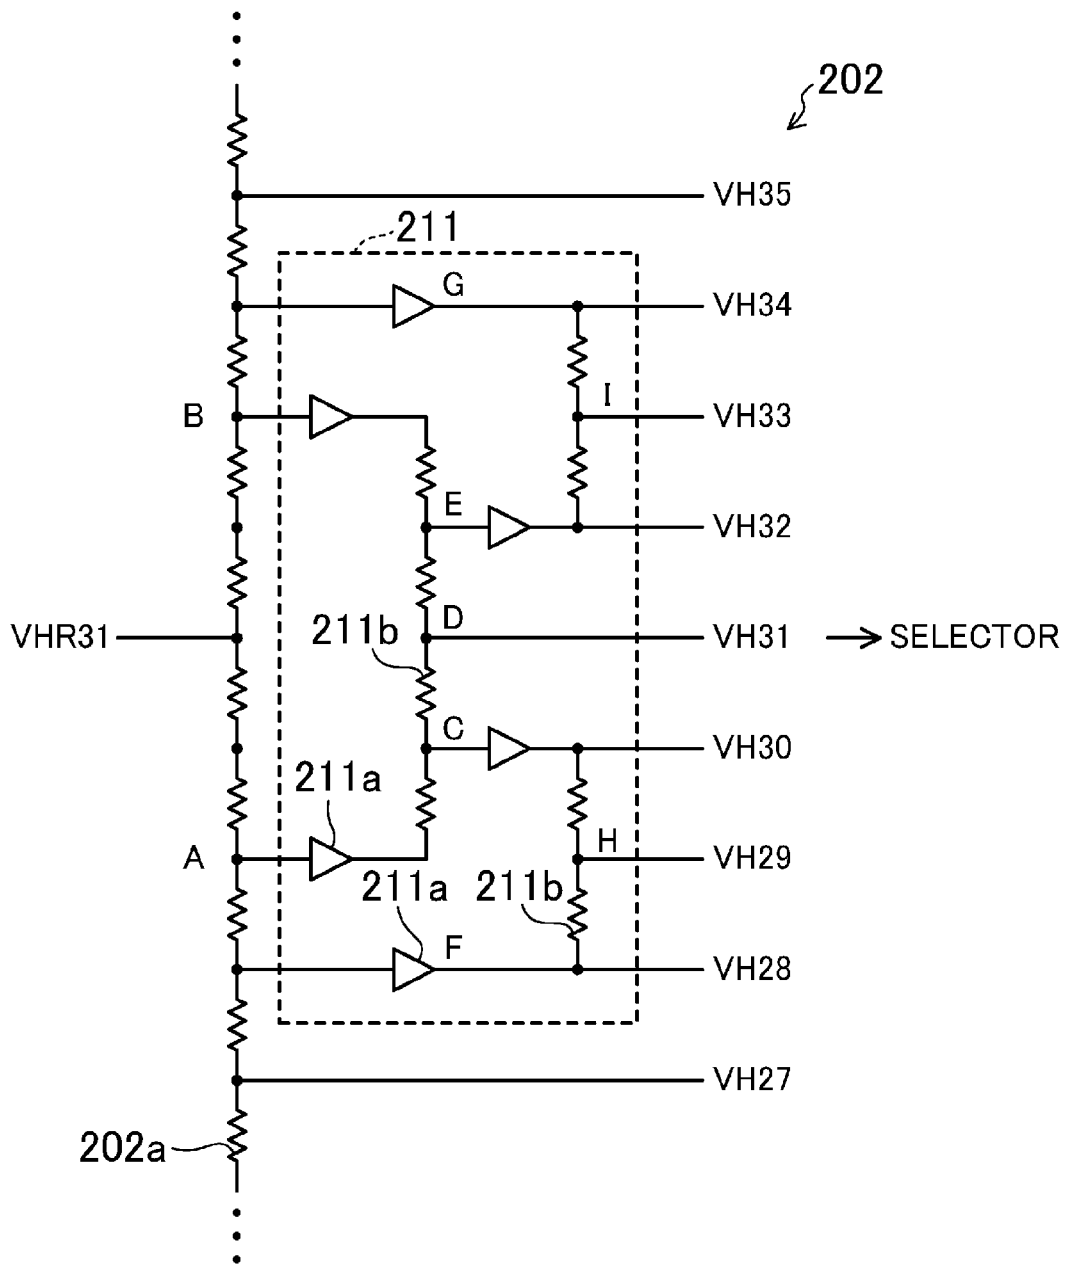 202
VH35
211
G
VH34
I
B
VH33
E
VH32
D
211b
VHR31
VH31
SELECTOR
C
VH30
211a
H
A
VH29
211a
211b
F
VH28
VH27
202a